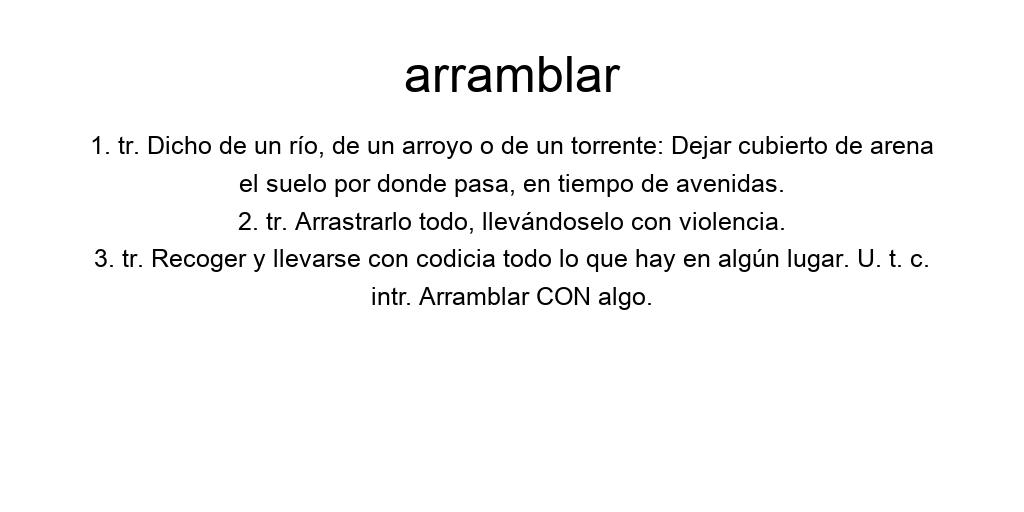 arramblar
1. tr. Dicho de un río, de un arroyo o de un torrente: Dejar cubierto de arena
el suelo por donde pasa, en tiempo de avenidas.
2. tr. Arrastrarlo todo, llevándoselo con violencia.
3. tr. Recoger y llevarse con codicia todo lo que hay en algún lugar. U. t. c.
intr. Arramblar CON algo.